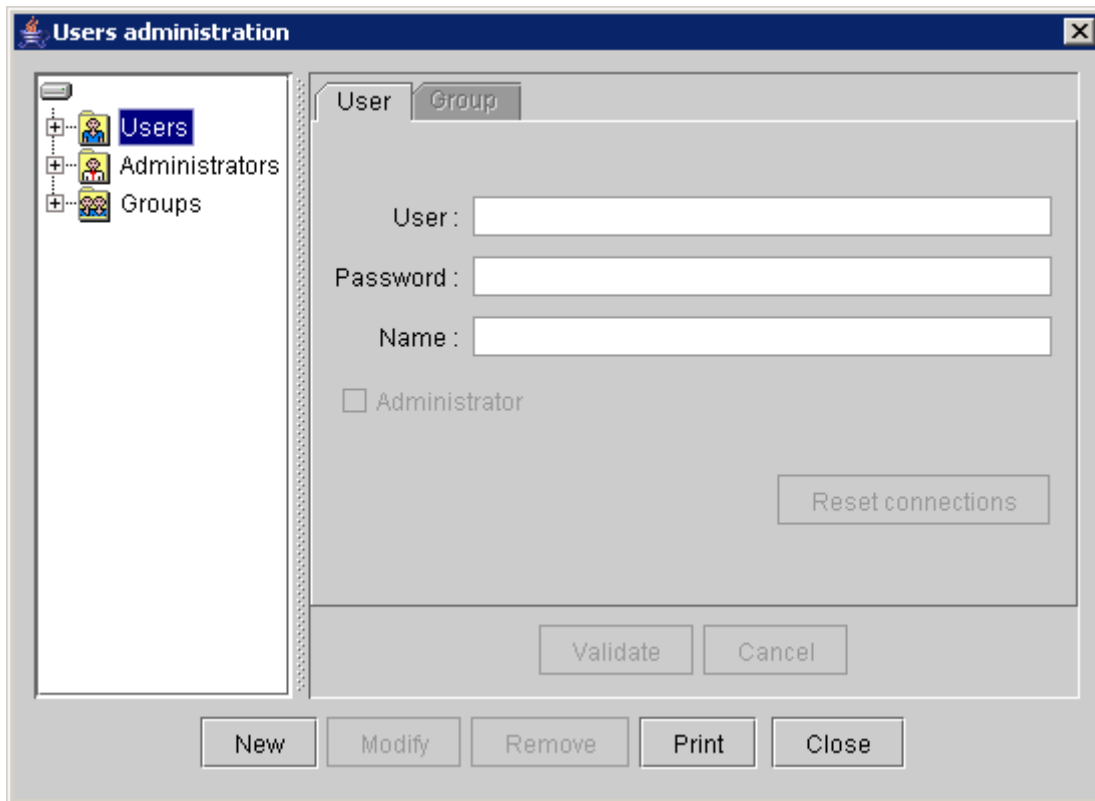 Users administration
Users
Administrators
Groups
User
Group
User :
Password :
Name :
Administrator
Reset connections
Validate
Cancel
New
Modify
Remove
Print
Close